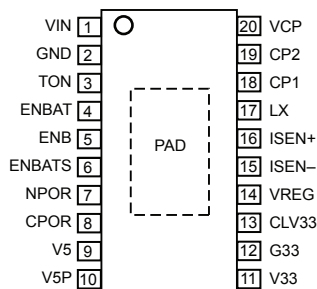 VIN 1 20 VCP
GND 2 19 CP2
TON 3 18 CP1
ENBAT 4 17 LX
ENB 5 16 ISEN+
ENBATS 6 PAD 15 ISEN–
NPOR 7 14 VREG
CPOR 8 13 CLV33
V5 9 12 G33
V5P 10 11 V33